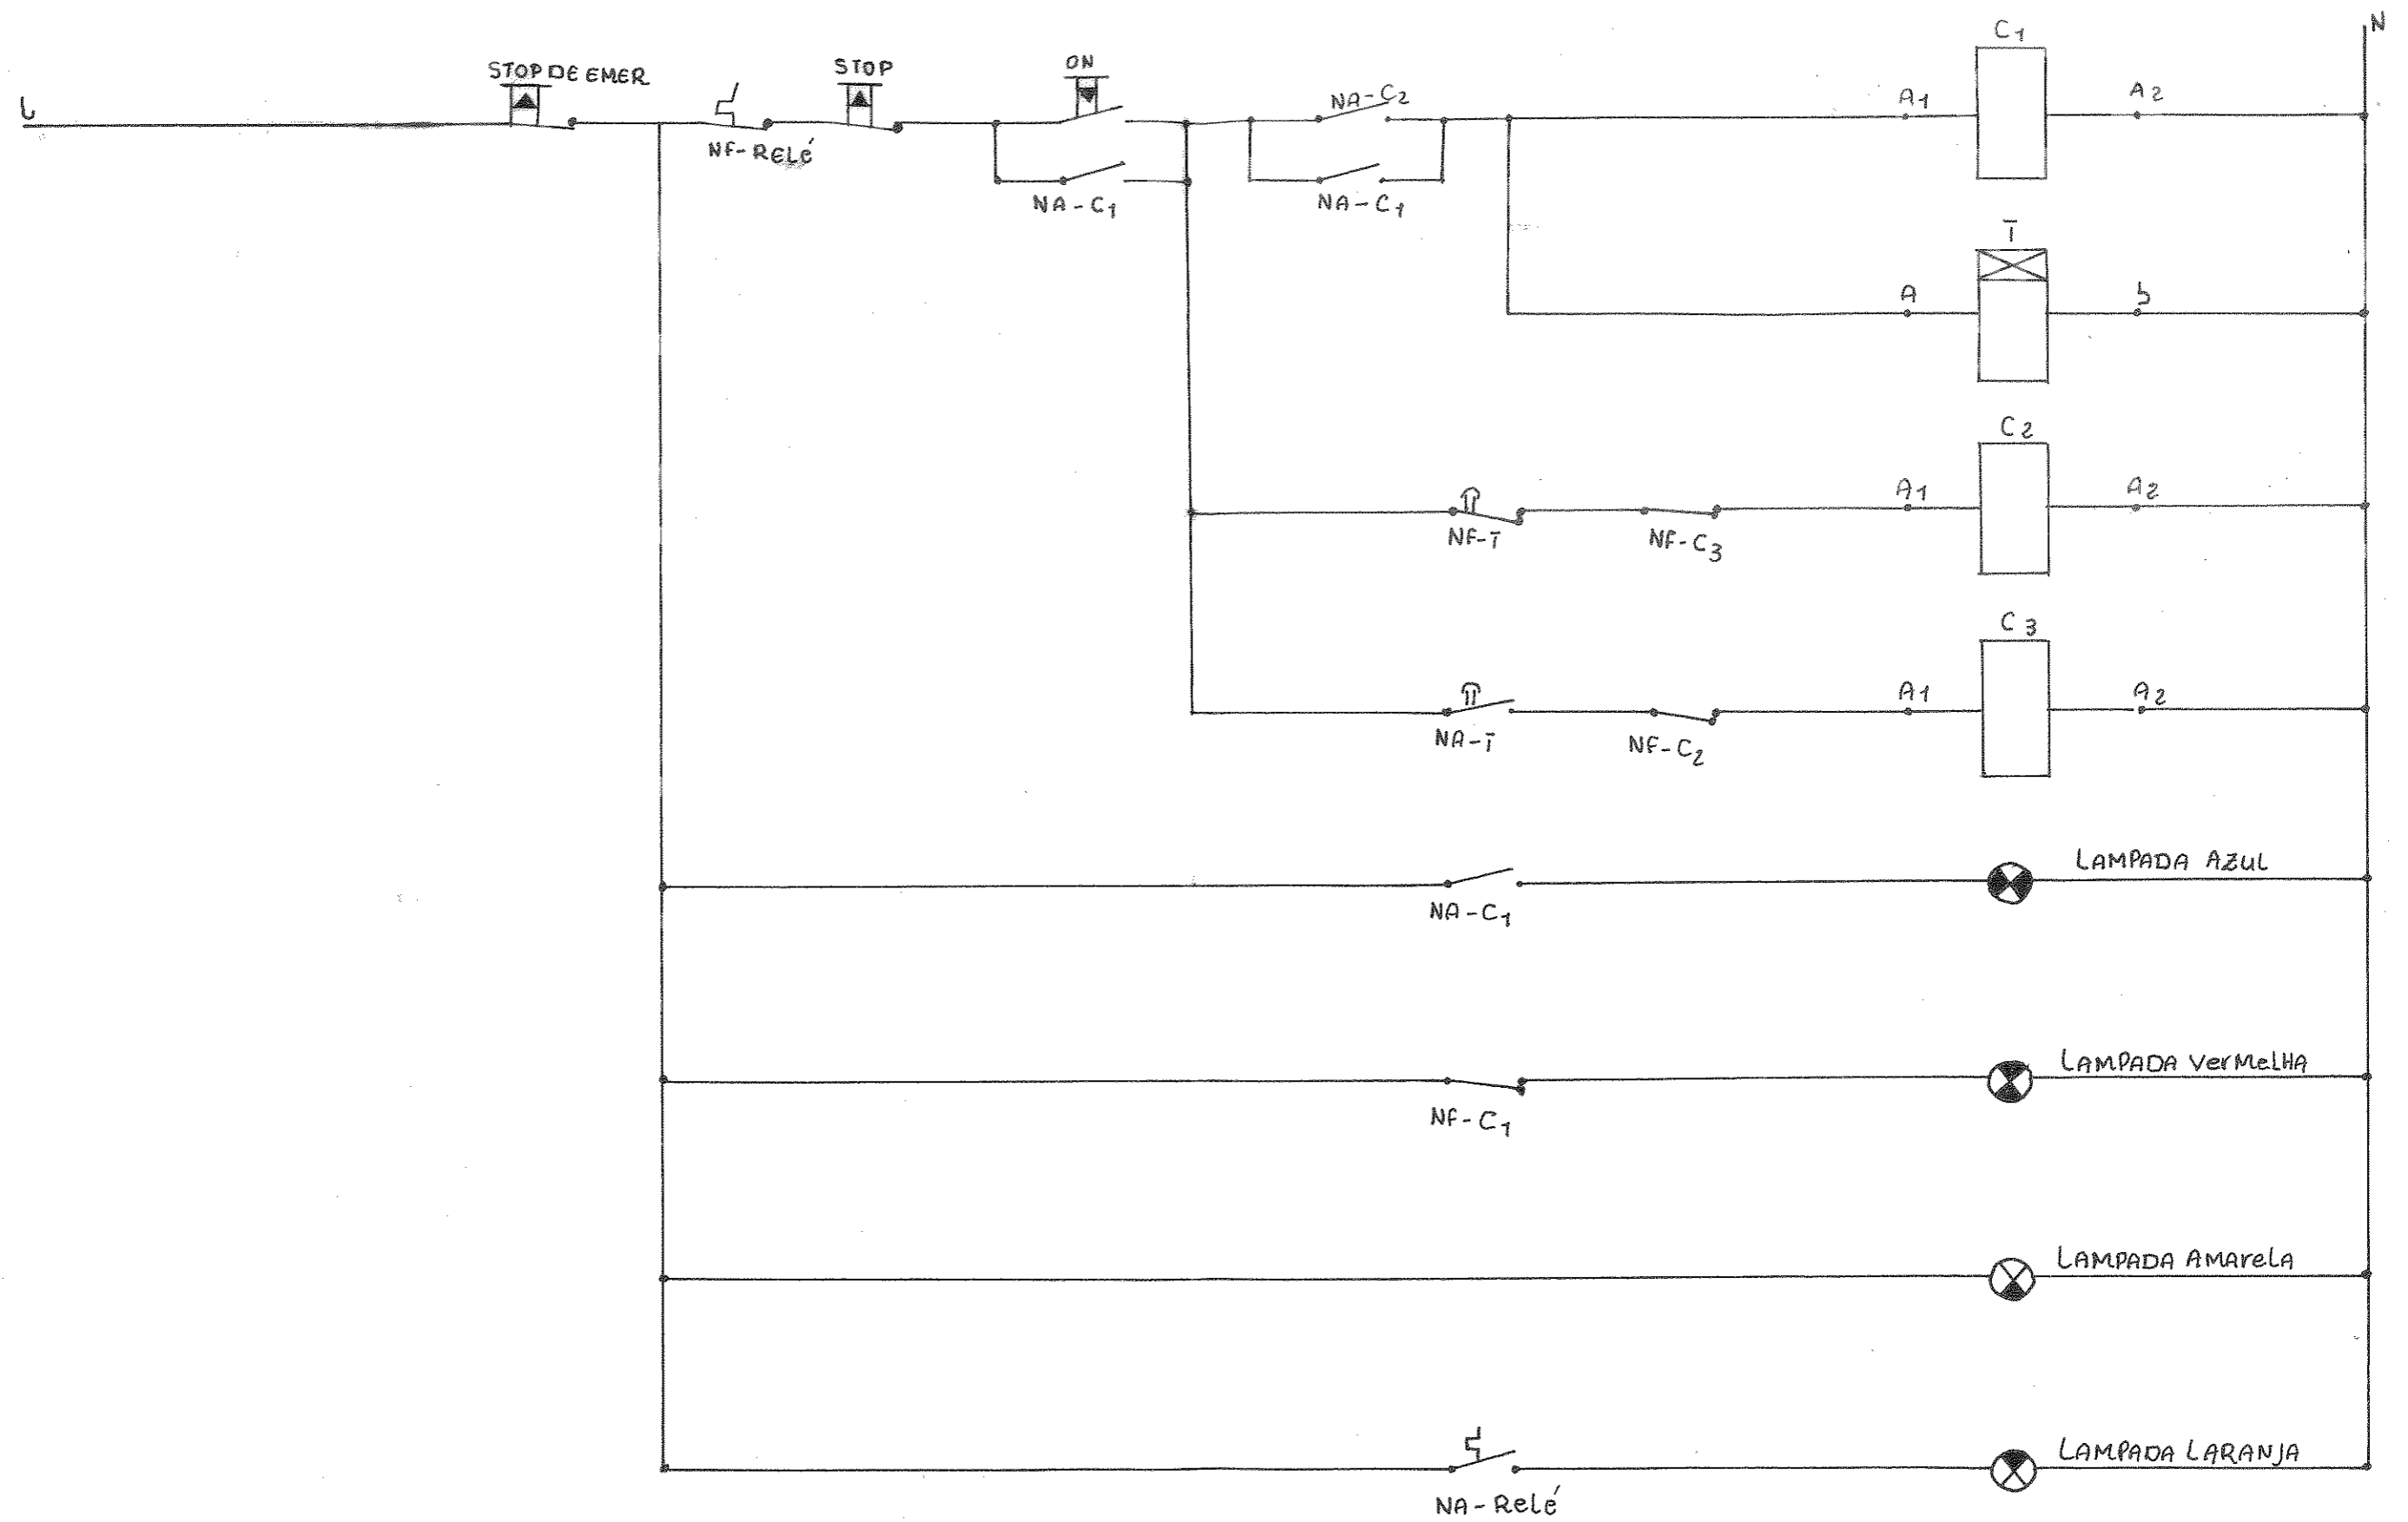 N
C1
STOP DE EMER
STOP
ON
L
NA-C2
A1
A2
NF-Relé
NA-C1
NA-C1
T
A
b
C2
A1
A2
NF-T
NF-C3
C3
A1
A2
NA-T
NF-C2
LAMPADA AZUL
NA-C1
LAMPADA VerMelHA
NF-C1
LAMPADA AMArelA
LAMPADA LARANJA
NA-Relé